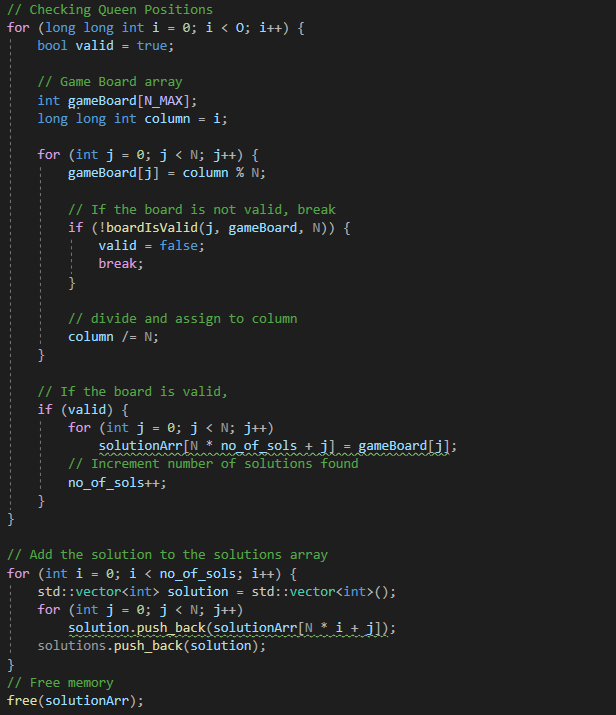 // Checking Queen Positions
for (long long int i = 0; i < O; i++) {
    bool valid = true;

    // Game Board array
    int gameBoard[N_MAX];
    long long int column = i;

    for (int j = 0; j < N; j++) {
        gameBoard[j] = column % N;

        // If the board is not valid, break
        if (!boardIsValid(j, gameBoard, N)) {
            valid = false;
            break;
        }

        // divide and assign to column
        column /= N;
    }

    // If the board is valid,
    if (valid) {
        for (int j = 0; j < N; j++)
            solutionArr[N * no_of_sols + j] = gameBoard[j];
        // Increment number of solutions found
        no_of_sols++;
    }
}

// Add the solution to the solutions array
for (int i = 0; i < no_of_sols; i++) {
    std::vector<int> solution = std::vector<int>();
    for (int j = 0; j < N; j++)
        solution.push_back(solutionArr[N * i + j]);
    solutions.push_back(solution);
}
// Free memory
free(solutionArr);